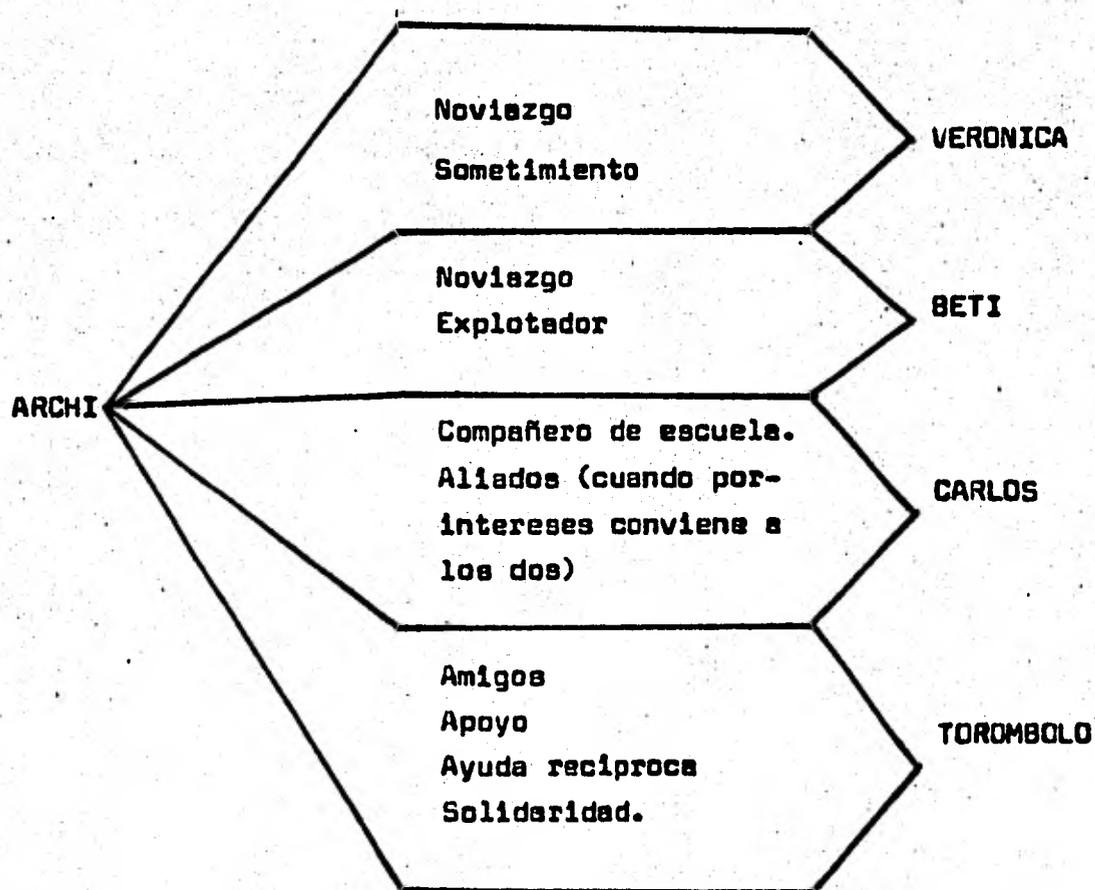 Noviazgo
Sometimiento
VERONICA
Noviazgo
Explotador
BETI
ARCHI
Compañero de escuela.
Aliados (cuando por-
intereses conviene a
los dos)
CARLOS
Amigos
Apoyo
Ayuda reciproca
Solidaridad.
TOROMBOLO